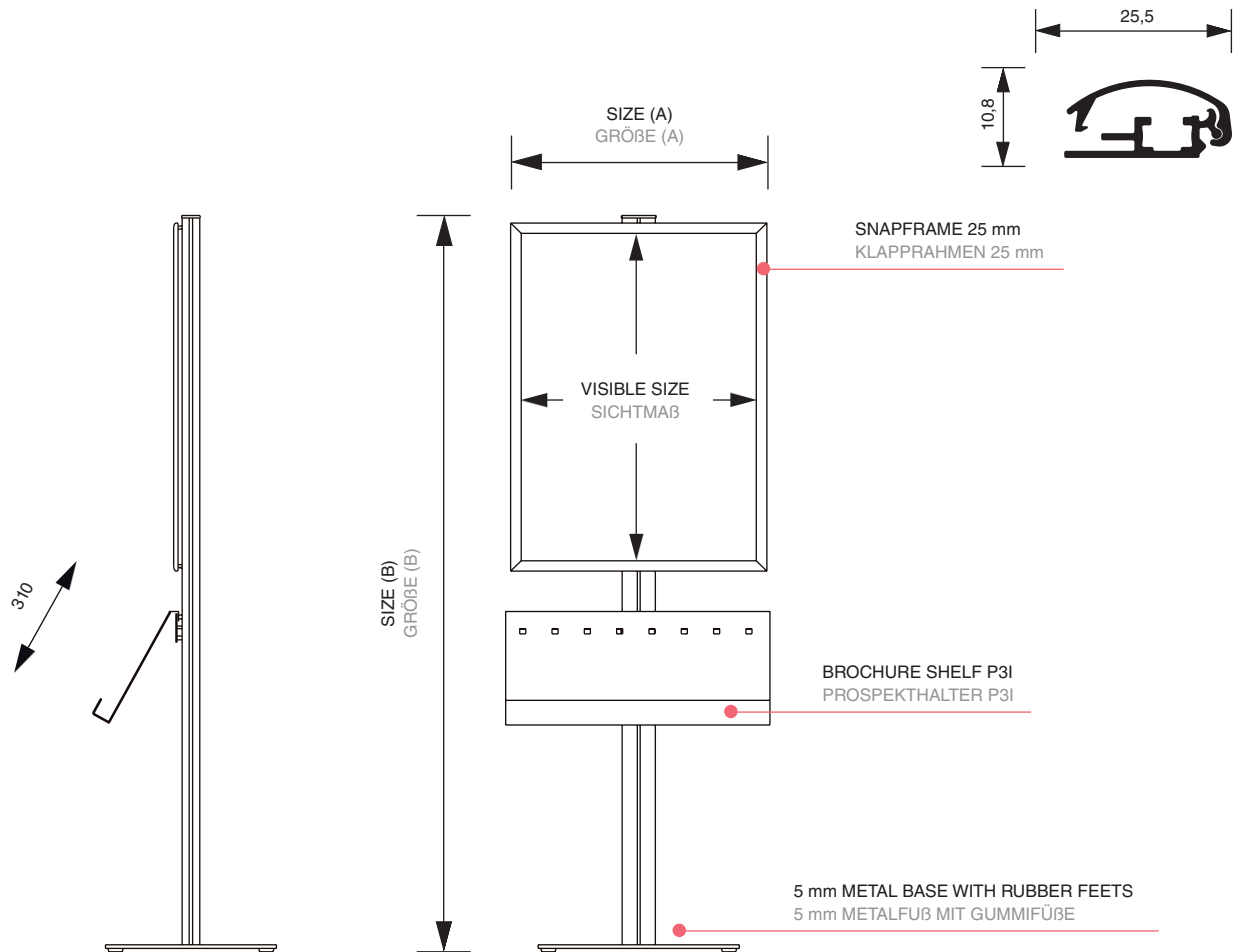 25,5
10,8
SIZE (A)
GRÖßE (A)
SNAPFRAME 25 mm
KLAPPRAHMEN 25 mm
VISIBLE SIZE
SICHTMAß
SIZE (B)
GRÖßE (B)
310
BROCHURE SHELF P3I
PROSPEKTHALTER P3I
5 mm METAL BASE WITH RUBBER FEETS
5 mm METALFUß MIT GUMMIFÜßE